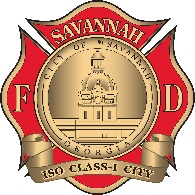 SAVANNAH
CITY OF SAVANNAH
F D
GEORGIA
ISO CLASS-1 CITY